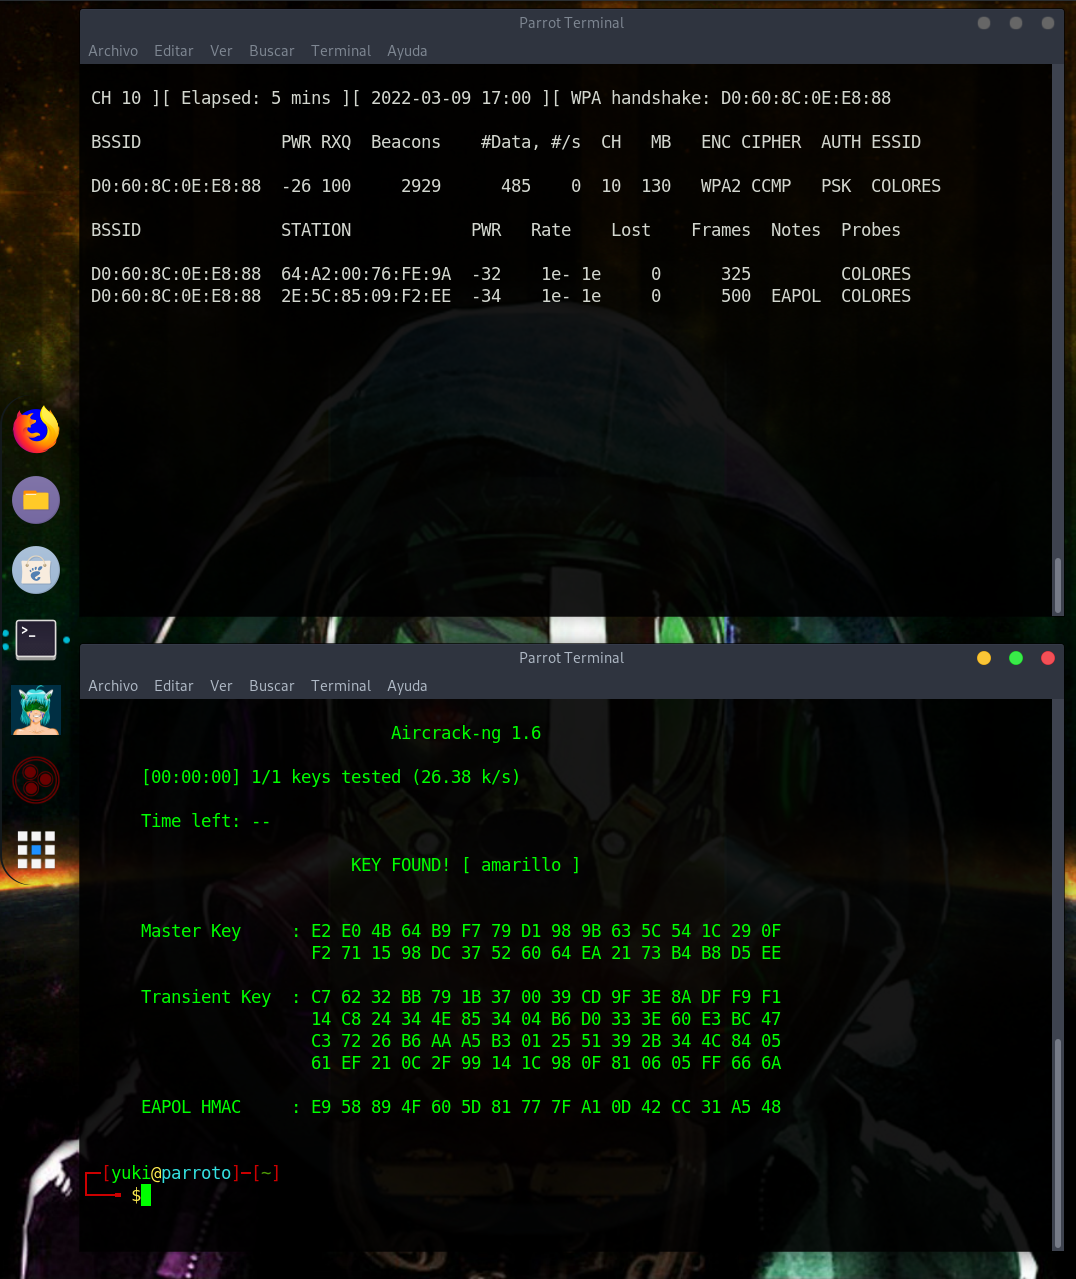 Parrot Terminal
Archivo Editar Ver Buscar Terminal Ayuda
CH 10 ][ Elapsed: 5 mins ][ 2022-03-09 17:00 ][ WPA handshake: D0:60:8C:0E:E8:88
BSSID PWR RXQ Beacons #Data, #/s CH MB ENC CIPHER AUTH ESSID
D0:60:8C:0E:E8:88 -26 100 2929 485 0 10 130 WPA2 CCMP PSK COLORES
BSSID STATION PWR Rate Lost Frames Notes Probes
D0:60:8C:0E:E8:88 64:A2:00:76:FE:9A -32 1e- 1e 0 325 COLORES
D0:60:8C:0E:E8:88 2E:5C:85:09:F2:EE -34 1e- 1e 0 500 EAPOL COLORES
>_
Parrot Terminal
Archivo Editar Ver Buscar Terminal Ayuda
Aircrack-ng 1.6
[00:00:00] 1/1 keys tested (26.38 k/s)
Time left: --
KEY FOUND! [ amarillo ]
Master Key : E2 E0 4B 64 B9 F7 79 D1 98 9B 63 5C 54 1C 29 0F
F2 71 15 98 DC 37 52 60 64 EA 21 73 B4 B8 D5 EE
Transient Key : C7 62 32 BB 79 1B 37 00 39 CD 9F 3E 8A DF F9 F1
14 C8 24 34 4E 85 34 04 B6 D0 33 3E 60 E3 BC 47
C3 72 26 B6 AA A5 B3 01 25 51 39 2B 34 4C 84 05
61 EF 21 0C 2F 99 14 1C 98 0F 81 06 05 FF 66 6A
EAPOL HMAC : E9 58 89 4F 60 5D 81 77 7F A1 0D 42 CC 31 A5 48
┌─[yuki@parroto]─[~]
└──╼ $